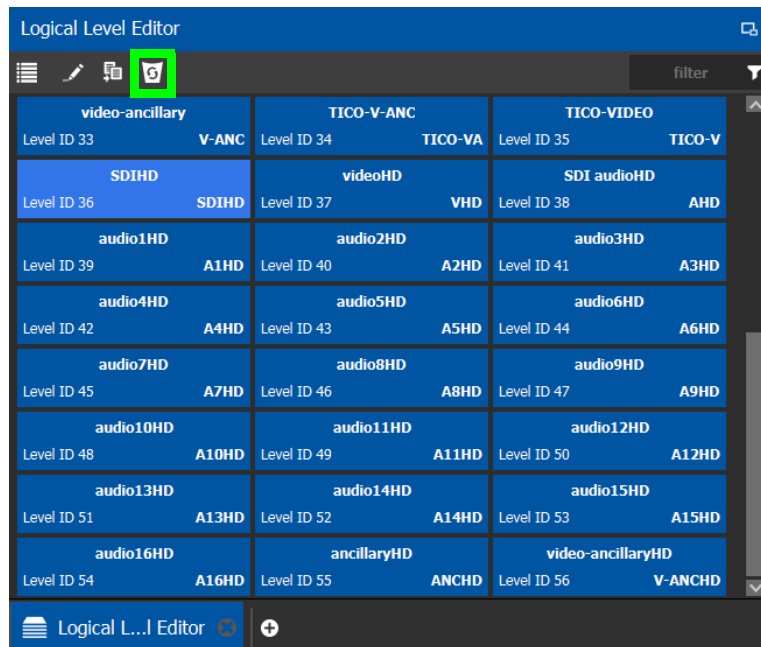 Logical Level Editor
filter
video-ancillary TICO-V-ANC TICO-VIDEO
Level ID 33 V-ANC Level ID 34 TICO-VA Level ID 35 TICO-V
SDIHD videoHD SDI audioHD
Level ID 36 SDIHD Level ID 37 VHD Level ID 38 AHD
audio1HD audio2HD audio3HD
Level ID 39 A1HD Level ID 40 A2HD Level ID 41 A3HD
audio4HD audio5HD audio6HD
Level ID 42 A4HD Level ID 43 A5HD Level ID 44 A6HD
audio7HD audio8HD audio9HD
Level ID 45 A7HD Level ID 46 A8HD Level ID 47 A9HD
audio10HD audio11HD audio12HD
Level ID 48 A10HD Level ID 49 A11HD Level ID 50 A12HD
audio13HD audio14HD audio15HD
Level ID 51 A13HD Level ID 52 A14HD Level ID 53 A15HD
audio16HD ancillaryHD video-ancillaryHD
Level ID 54 A16HD Level ID 55 ANCHD Level ID 56 V-ANCHD
Logical L...l Editor